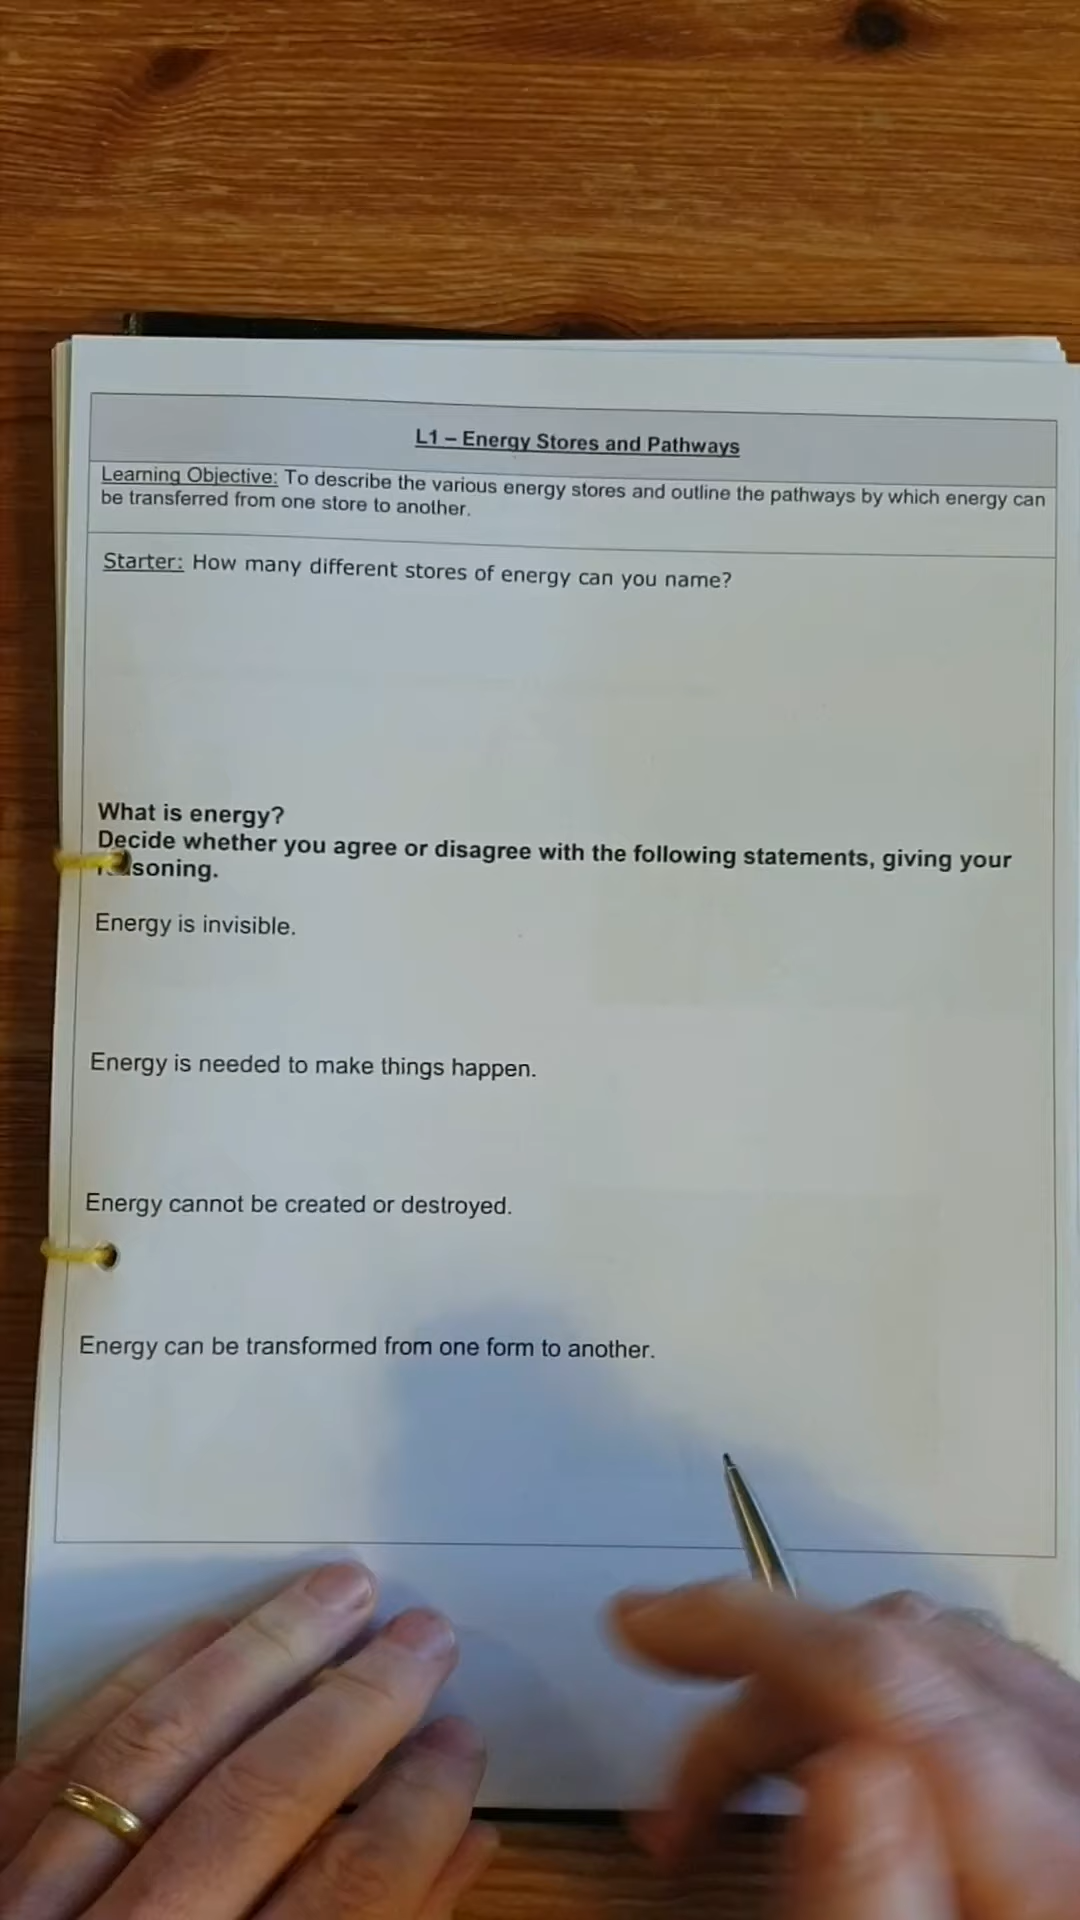 L1 – Energy Stores and Pathways
Learning Objective: To describe the various energy stores and outline the pathways by which energy can
be transferred from one store to another.
Starter: How many different stores of energy can you name?
What is energy?
Decide whether you agree or disagree with the following statements, giving your
reasoning.
Energy is invisible.
Energy is needed to make things happen.
Energy cannot be created or destroyed.
Energy can be transformed from one form to another.